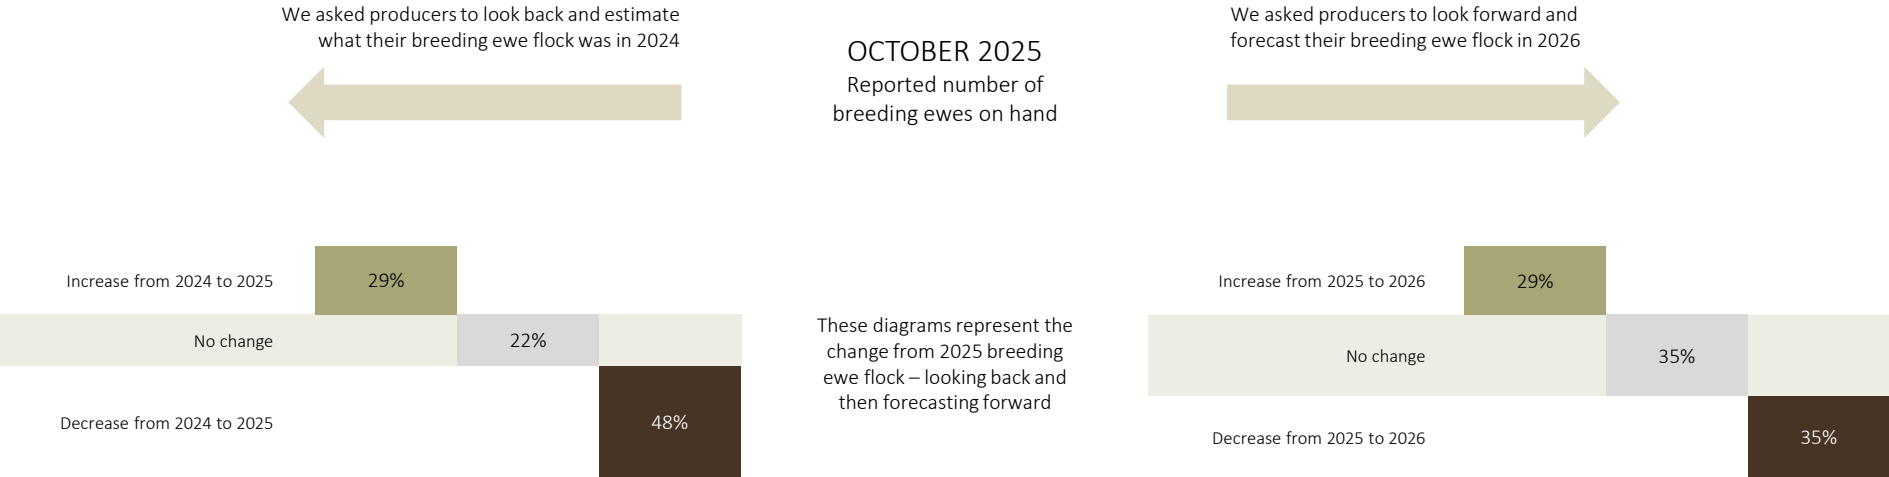 We asked producers to look back and estimate
what their breeding ewe flock was in 2024
OCTOBER 2025
Reported number of
breeding ewes on hand
We asked producers to look forward and
forecast their breeding ewe flock in 2026
Increase from 2024 to 2025
29%
No change
22%
Decrease from 2024 to 2025
48%
These diagrams represent the
change from 2025 breeding
ewe flock – looking back and
then forecasting forward
Increase from 2025 to 2026
29%
No change
35%
Decrease from 2025 to 2026
35%